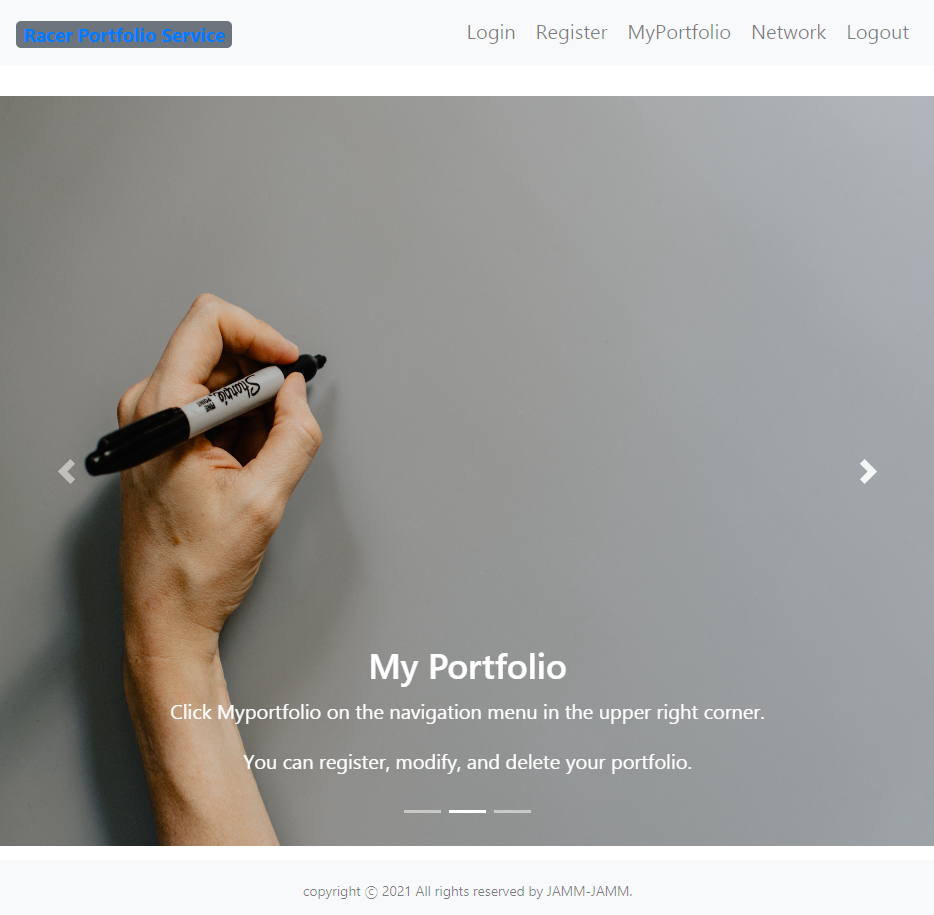 Racer Portfolio Service
Login Register MyPortfolio Network Logout
Sharpie.
FINE
POINT
My Portfolio
Click Myportfolio on the navigation menu in the upper right corner.
You can register, modify, and delete your portfolio.
copyright ⓒ 2021 All rights reserved by JAMM-JAMM.